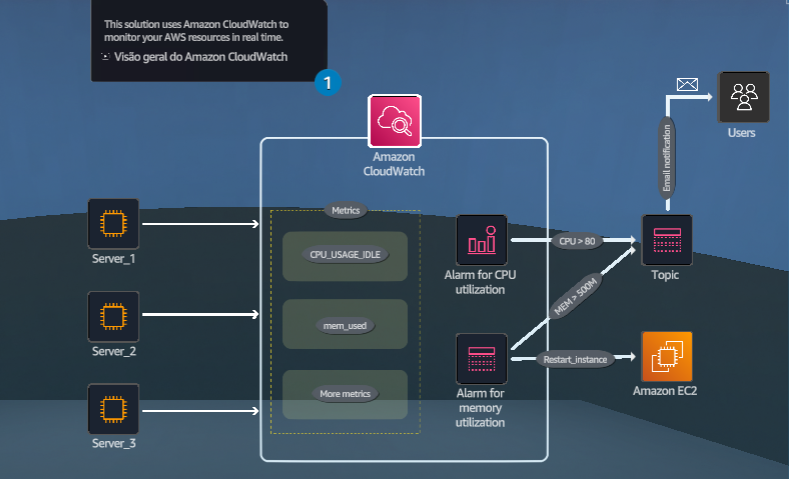 This solution uses Amazon CloudWatch to
monitor your AWS resources in real time.
Visão geral do Amazon CloudWatch
1
Amazon
CloudWatch
Users
Email notification
Metrics
Server_1
CPU_USAGE_IDLE
Alarm for CPU
utilization
CPU > 80
Topic
MEM > 500M
Server_2
mem_used
Restart_instance
Amazon EC2
Server_3
More metrics
Alarm for
memory
utilization